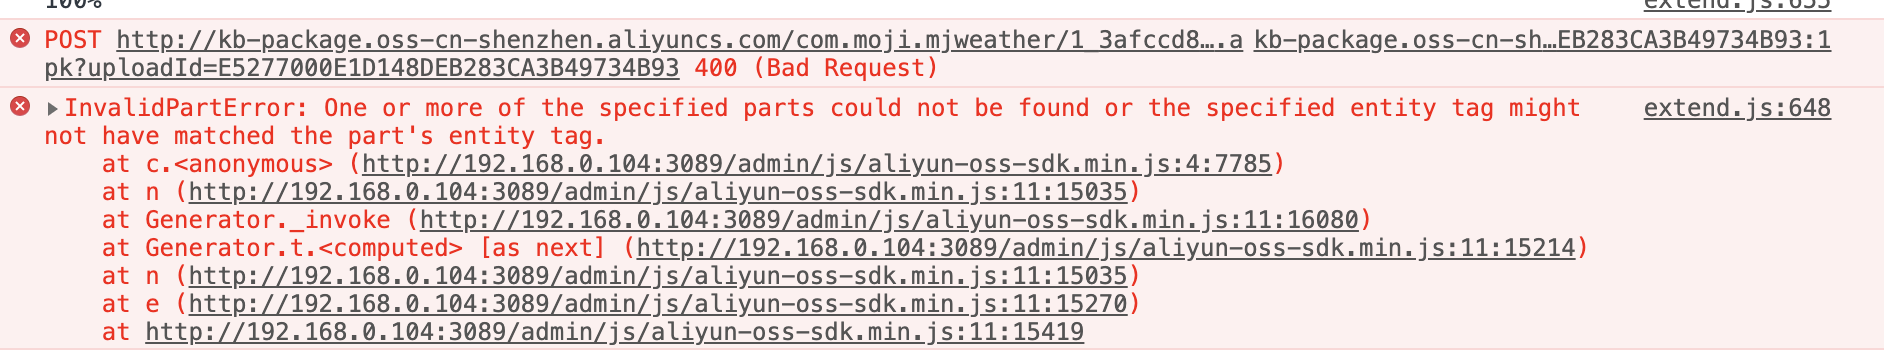 100%
extend.js:655
POST http://kb-package.oss-cn-shenzhen.aliyuncs.com/com.moji.mjweather/1_3afccd8….a kb-package.oss-cn-sh…EB283CA3B49734B93:1
pk?uploadId=E5277000E1D148DEB283CA3B49734B93 400 (Bad Request)
▸InvalidPartError: One or more of the specified parts could not be found or the specified entity tag might extend.js:648
not have matched the part's entity tag.
at c.<anonymous> (http://192.168.0.104:3089/admin/js/aliyun-oss-sdk.min.js:4:7785)
at n (http://192.168.0.104:3089/admin/js/aliyun-oss-sdk.min.js:11:15035)
at Generator._invoke (http://192.168.0.104:3089/admin/js/aliyun-oss-sdk.min.js:11:16080)
at Generator.t.<computed> [as next] (http://192.168.0.104:3089/admin/js/aliyun-oss-sdk.min.js:11:15214)
at n (http://192.168.0.104:3089/admin/js/aliyun-oss-sdk.min.js:11:15035)
at e (http://192.168.0.104:3089/admin/js/aliyun-oss-sdk.min.js:11:15270)
at http://192.168.0.104:3089/admin/js/aliyun-oss-sdk.min.js:11:15419